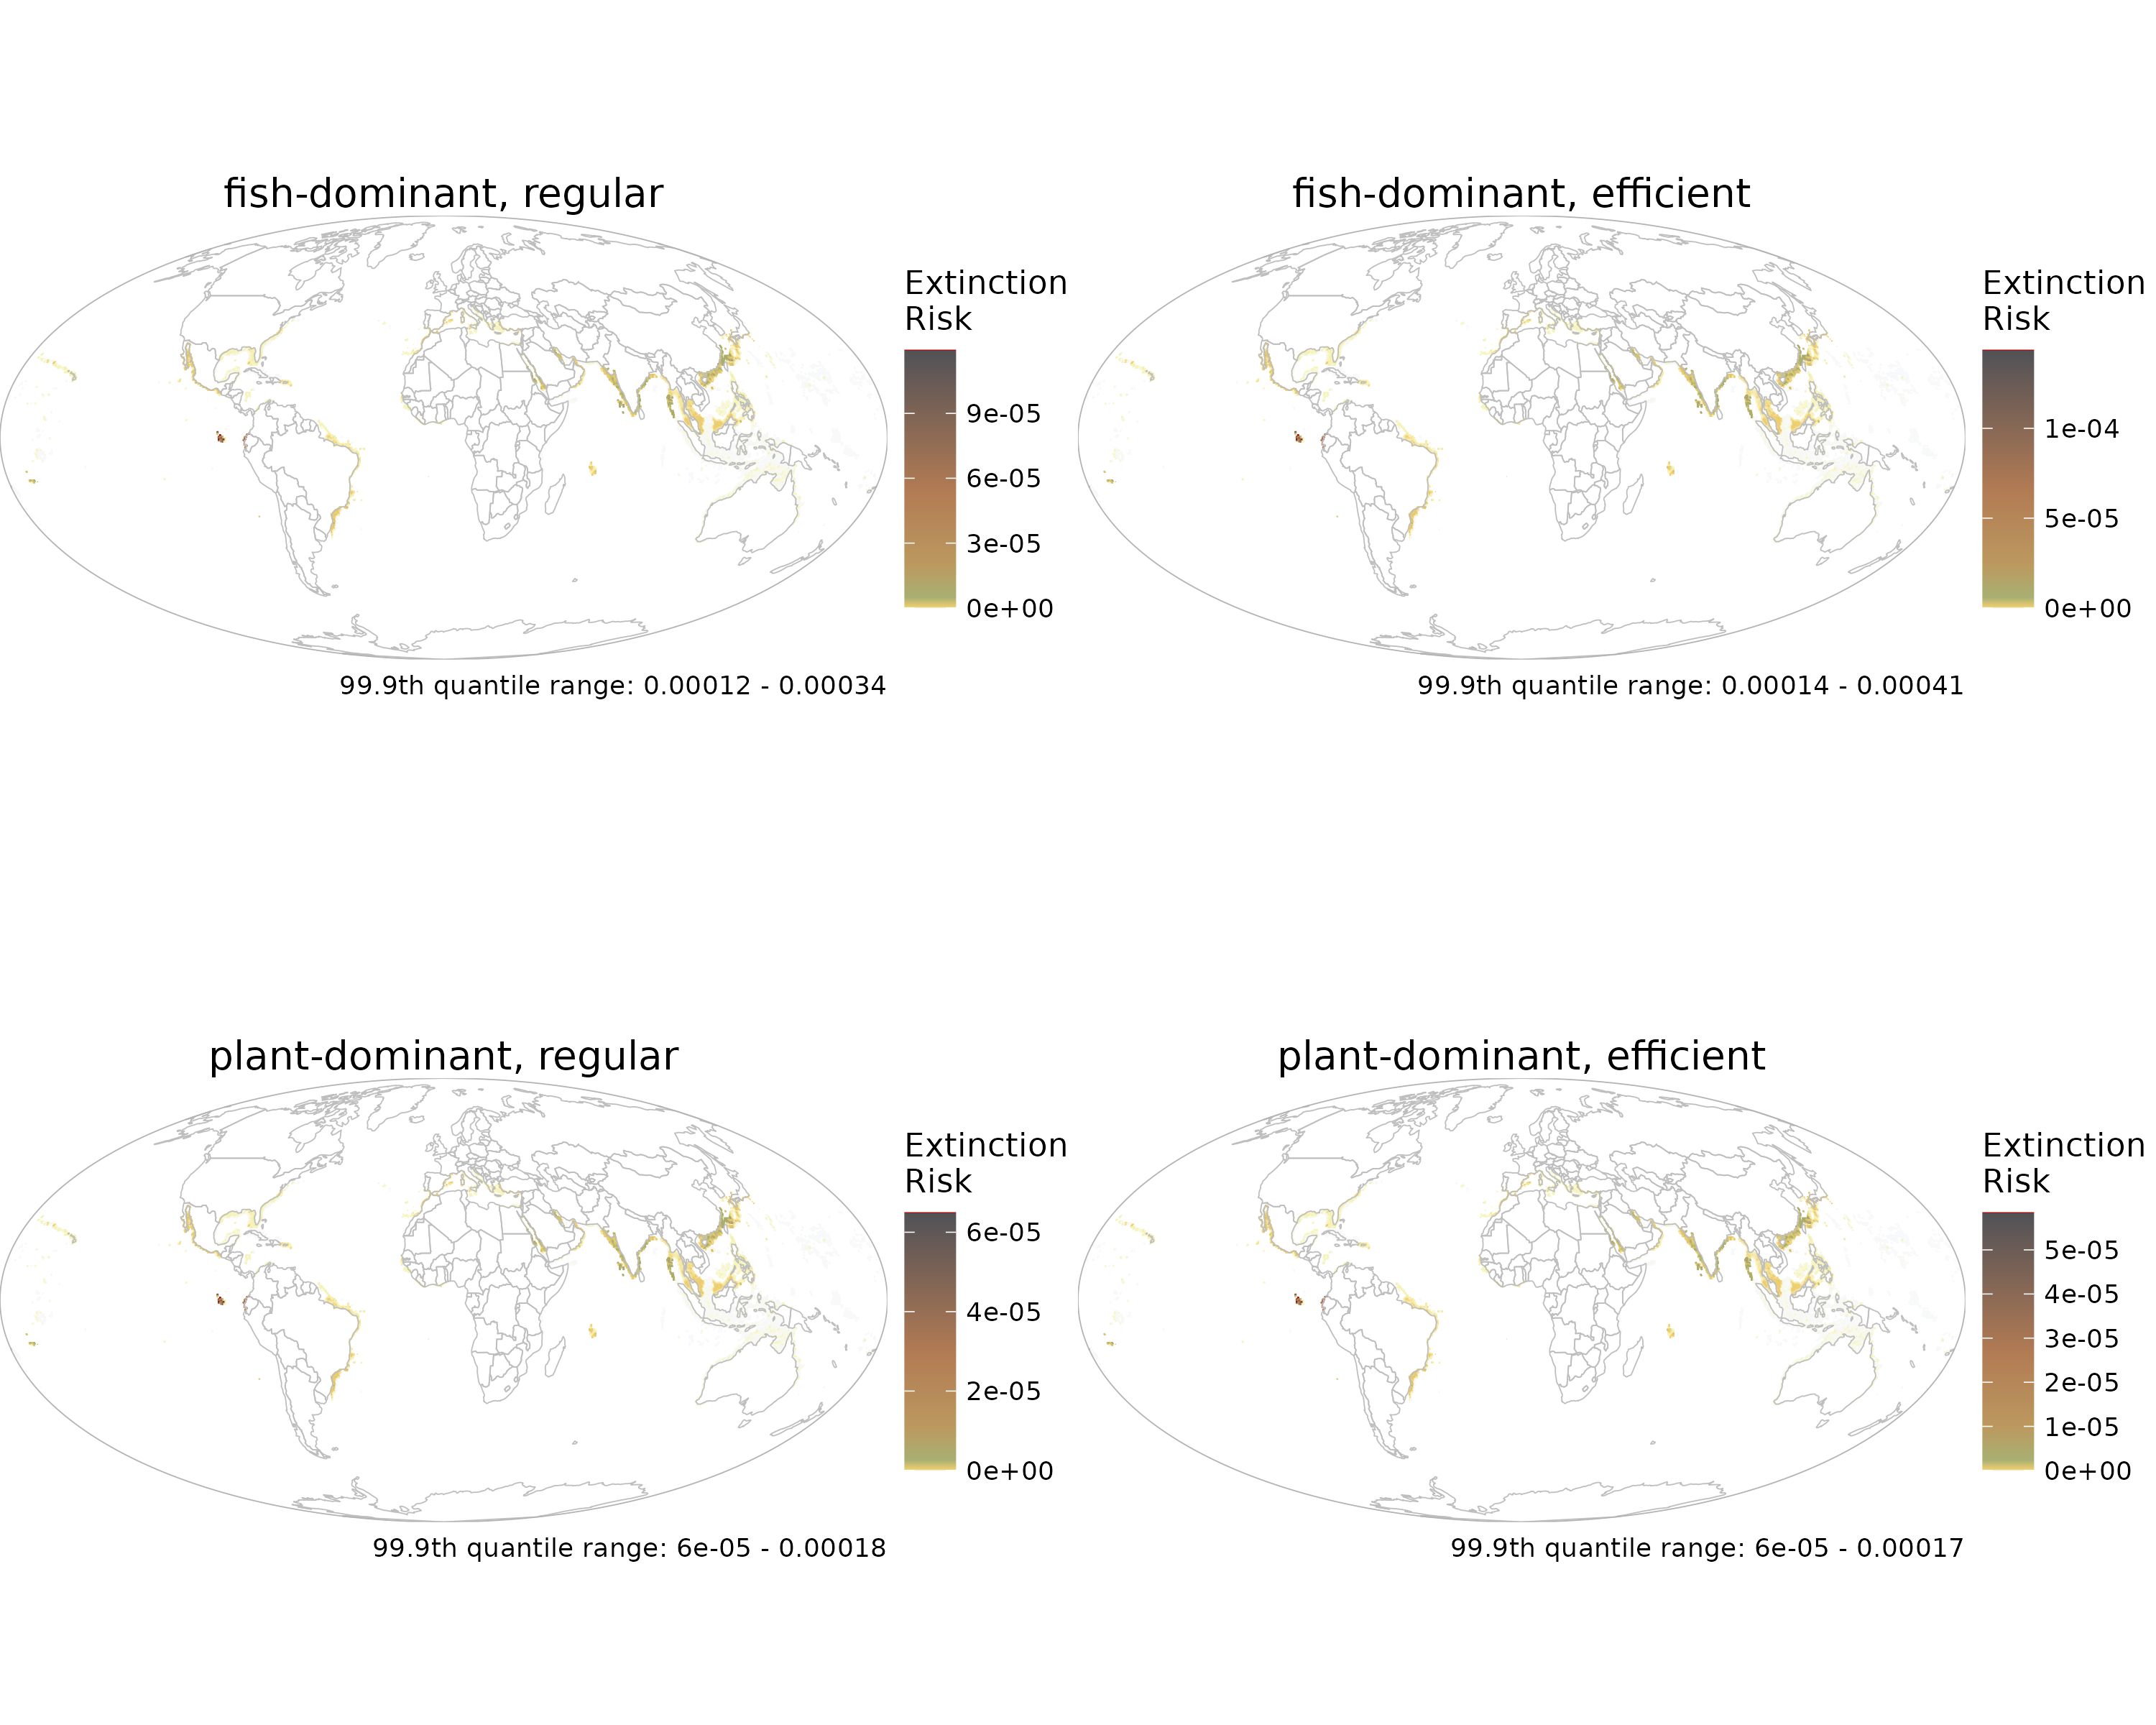 fish-dominant, regular
Extinction
Risk
9e-05
6e-05
3e-05
0e+00
99.9th quantile range: 0.00012 - 0.00034
fish-dominant, efficient
Extinction
Risk
1e-04
5e-05
0e+00
99.9th quantile range: 0.00014 - 0.00041
plant-dominant, regular
Extinction
Risk
6e-05
4e-05
2e-05
0e+00
99.9th quantile range: 6e-05 - 0.00018
plant-dominant, efficient
Extinction
Risk
5e-05
4e-05
3e-05
2e-05
1e-05
0e+00
99.9th quantile range: 6e-05 - 0.00017